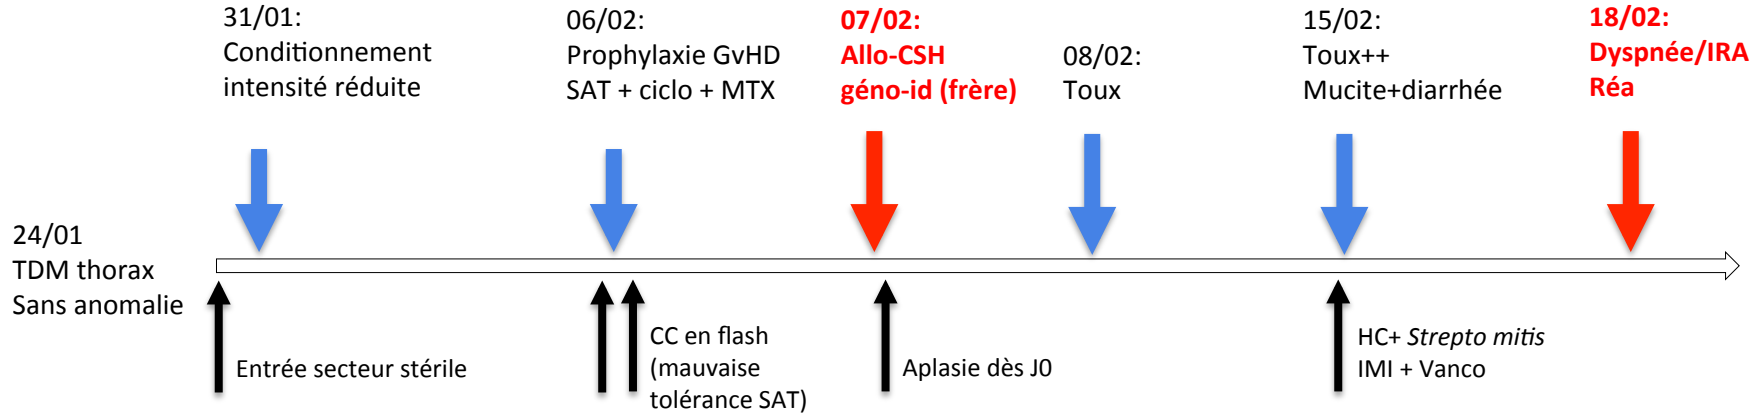 31/01:
Conditionnement
intensité réduite
06/02:
Prophylaxie GvHD
SAT + ciclo + MTX
07/02:
Allo-CSH
géno-id (frère)
08/02:
Toux
15/02:
Toux++
Mucite+diarrhée
18/02:
Dyspnée/IRA
Réa
24/01
TDM thorax
Sans anomalie
Entrée secteur stérile
CC en flash
(mauvaise
tolérance SAT)
Aplasie dès J0
HC+ Strepto mitis
IMI + Vanco